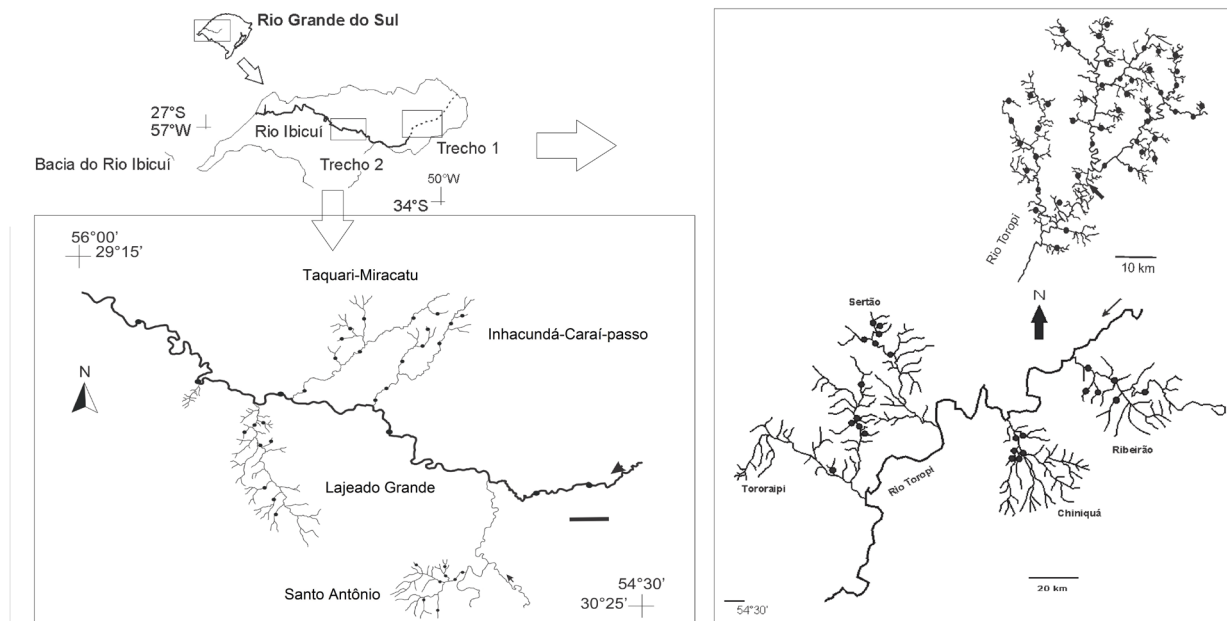 Rio Grande do Sul
27°S
57°W
Rio Ibicuí
Trecho 1
Trecho 2
Bacia do Rio Ibicuí
50°W
34°S
56°00’
29°15’
Taquari-Miracatu
Inhacundá-Caraí-passo
N
Lajeado Grande
Santo Antônio
54°30’
30°25’
Rio Toropi
10 km
N
Sertão
Ribeirão
Tororaipi
Rio Toropi
Chiniquá
20 km
54°30'